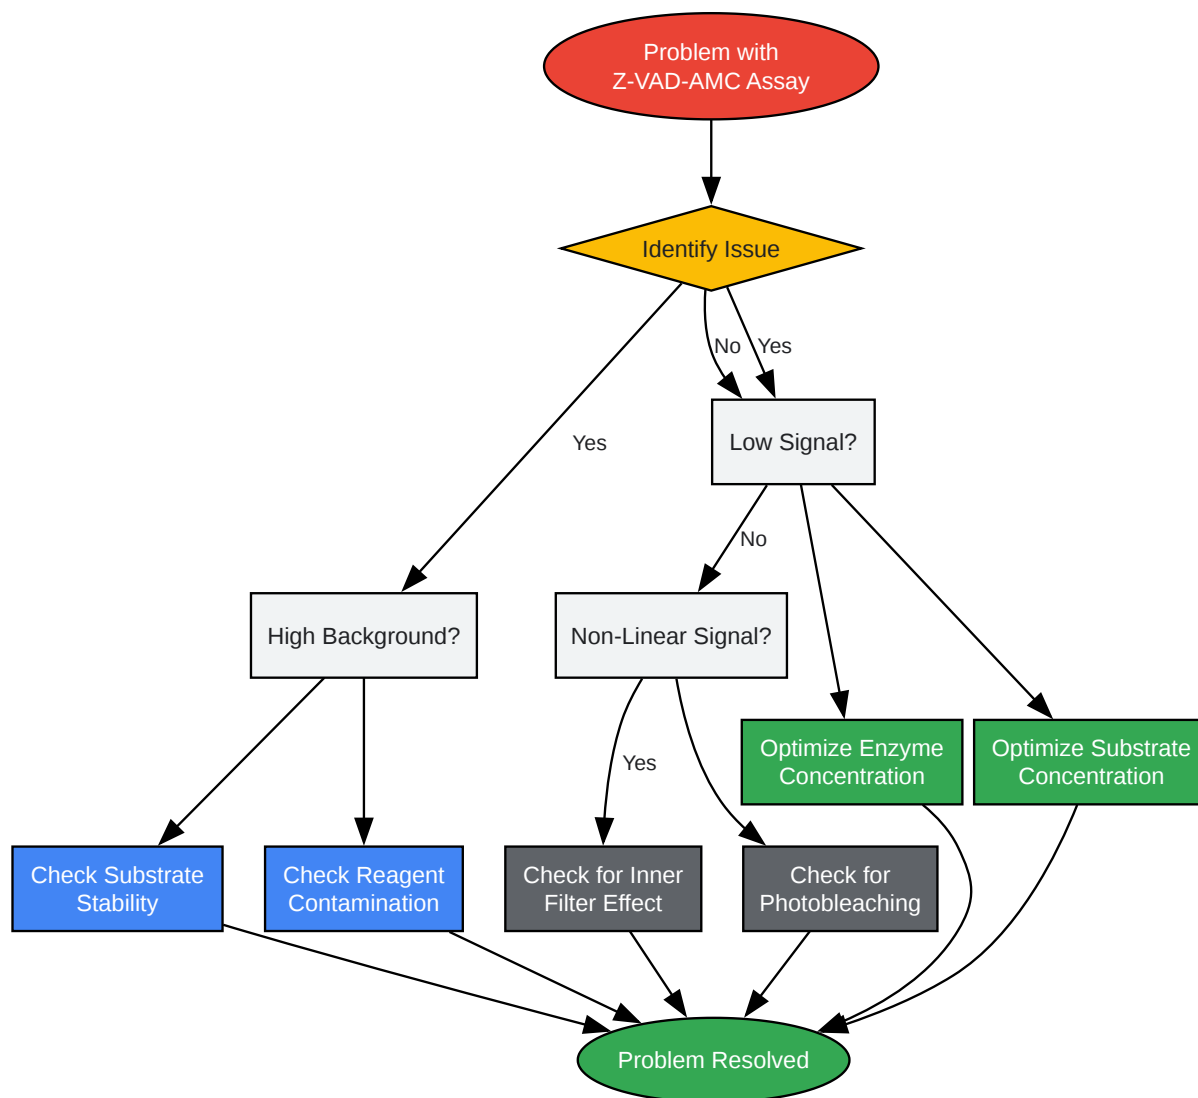 Problem with
Z-VAD-AMC Assay
Identify Issue
No
Yes
Yes
Low Signal?
No
High Background?
Non-Linear Signal?
Yes
Optimize Enzyme
Concentration
Optimize Substrate
Concentration
Check Substrate
Stability
Check Reagent
Contamination
Check for Inner
Filter Effect
Check for
Photobleaching
Problem Resolved